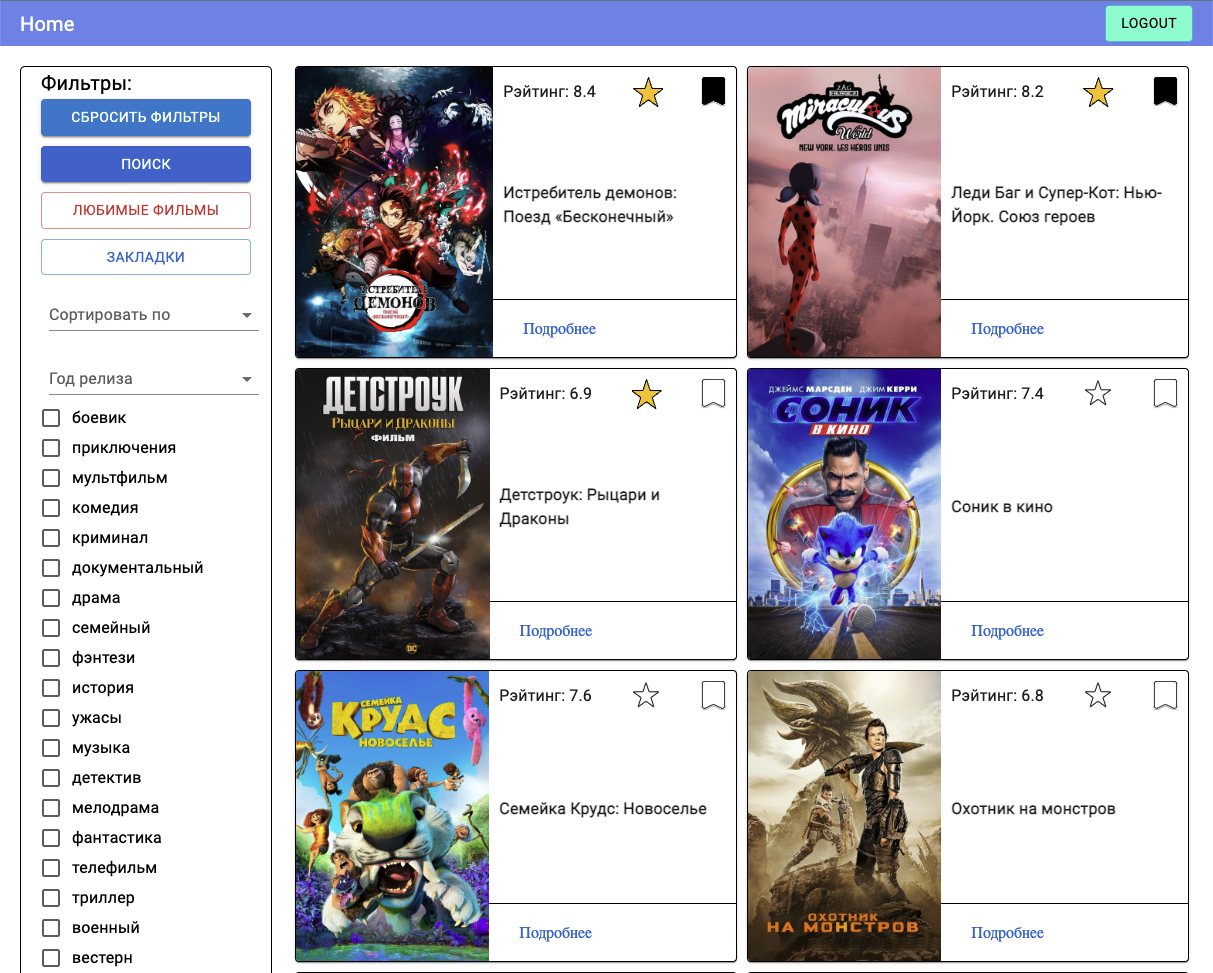 Home
LOGOUT
Фильтры:
СБРОСИТЬ ФИЛЬТРЫ
ПОИСК
ЛЮБИМЫЕ ФИЛЬМЫ
ЗАКЛАДКИ
Сортировать по
Год релиза
боевик
приключения
мультфильм
комедия
криминал
документальный
драма
семейный
фэнтези
история
ужасы
музыка
детектив
мелодрама
фантастика
телефильм
триллер
военный
вестерн
ИСТРЕБИТЕЛЬ
ДЕМОНОВ
Рэйтинг: 8.4
Истребитель демонов:
Поезд «Бесконечный»
Подробнее
ZAG
Miraculous
World
NEW YORK, LES HÉROS UNIS
Рэйтинг: 8.2
Леди Баг и Супер-Кот: Нью-
Йорк. Союз героев
Подробнее
ДЕТСТРОУК
РЫЦАРИ И ДРАКОНЫ
ФИЛЬМ
DC
Рэйтинг: 6.9
Детстроук: Рыцари и
Драконы
Подробнее
ДЖЕЙМС МАРСДЕН ДЖИМ КЕРРИ
СОНИК
В КИНО
Рэйтинг: 7.4
Соник в кино
Подробнее
СЕМЕЙКА
КРУДС
НОВОСЕЛЬЕ
Рэйтинг: 7.6
Семейка Крудс: Новоселье
Подробнее
ОХОТНИК
НА МОНСТРОВ
Рэйтинг: 6.8
Охотник на монстров
Подробнее